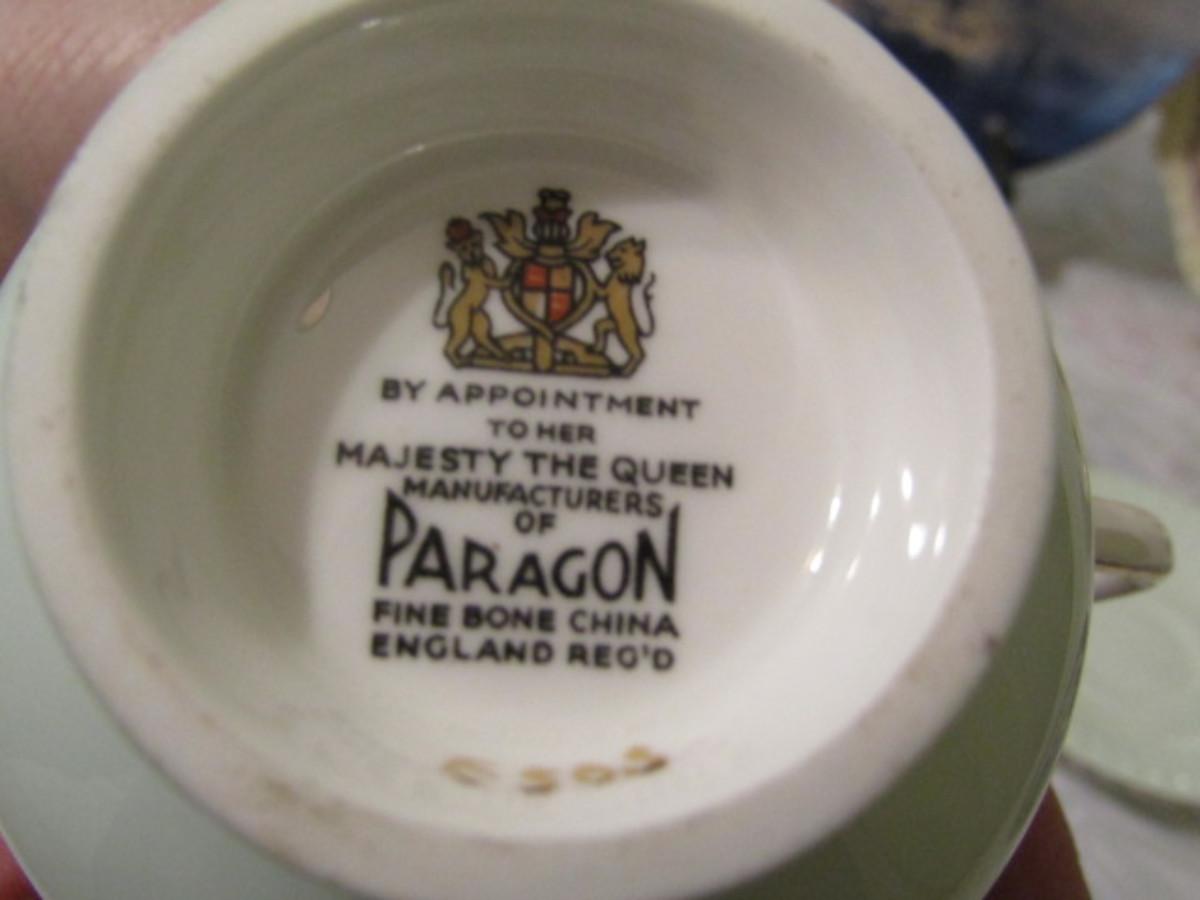 BY APPOINTMENT
TO HER
MAJESTY THE QUEEN
MANUFACTURERS
OF
PARAGON
FINE BONE CHINA
ENGLAND REG'D